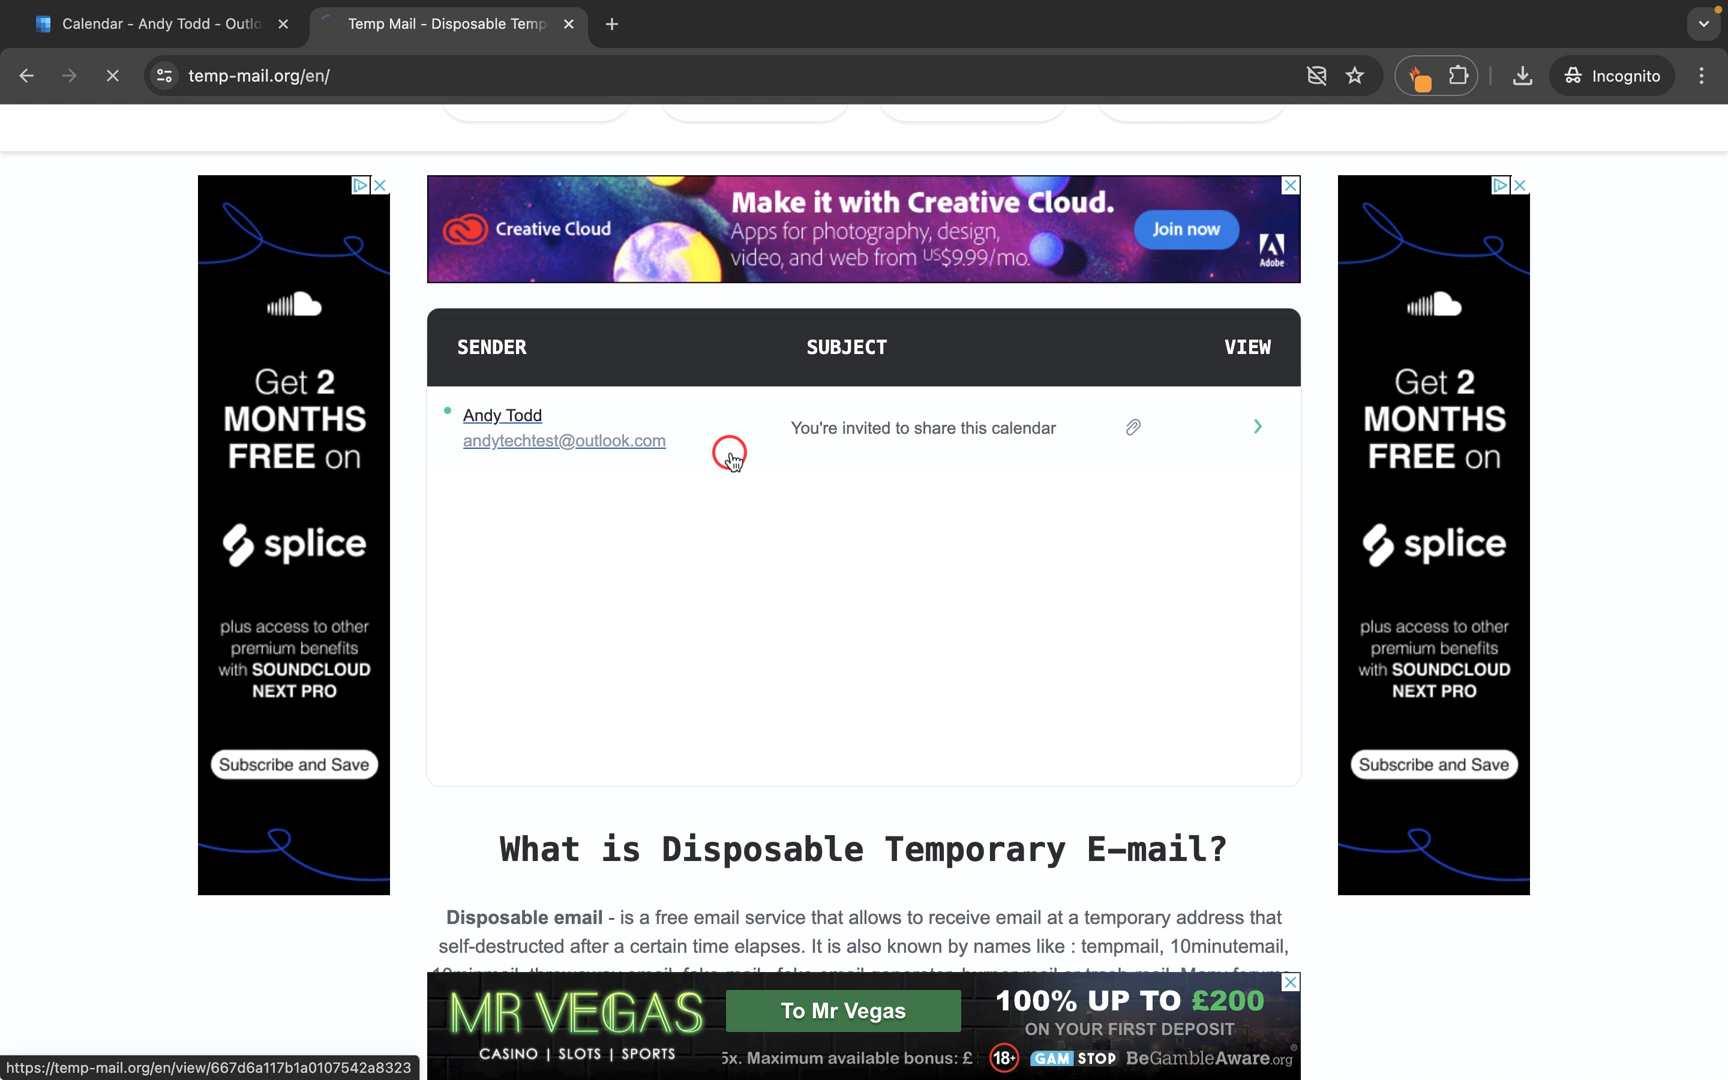 Calendar - Andy Todd - Outlo
Temp Mail - Disposable Temp
temp-mail.org/en/
Incognito
Creative Cloud
Make it with Creative Cloud.
Apps for photography, design,
video, and web from US$9.99/mo.
Join now
Adobe
Get 2
MONTHS
FREE on
splice
plus access to other
premium benefits
with SOUNDCLOUD
NEXT PRO
Subscribe and Save
SENDER
SUBJECT
VIEW
Andy Todd
andytechtest@outlook.com
You're invited to share this calendar
Get 2
MONTHS
FREE on
splice
plus access to other
premium benefits
with SOUNDCLOUD
NEXT PRO
Subscribe and Save
What is Disposable Temporary E-mail?
Disposable email - is a free email service that allows to receive email at a temporary address that
self-destructed after a certain time elapses. It is also known by names like : tempmail, 10minutemail,
MR VEGAS
CASINO | SLOTS | SPORTS
To Mr Vegas
5x. Maximum available bonus: £
100% UP TO £200
ON YOUR FIRST DEPOSIT
18+ GAMSTOP BeGambleAware.org
https://temp-mail.org/en/view/667d6a117b1a0107542a8323